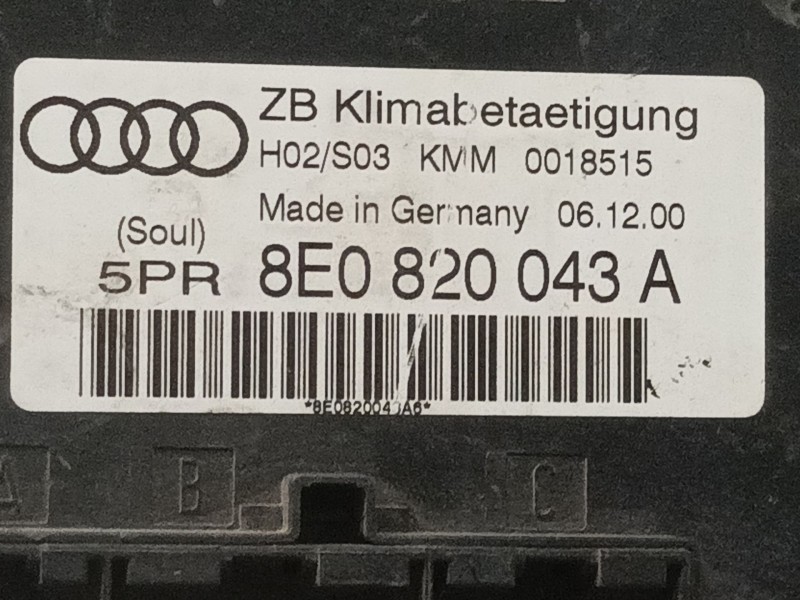 ZB Klimabetaetigung
H02/S03 KMM 0018515
Made in Germany 06.12.00
(Soul)
5PR 8E0 820 043 A
*8E0820043A6*
A B C